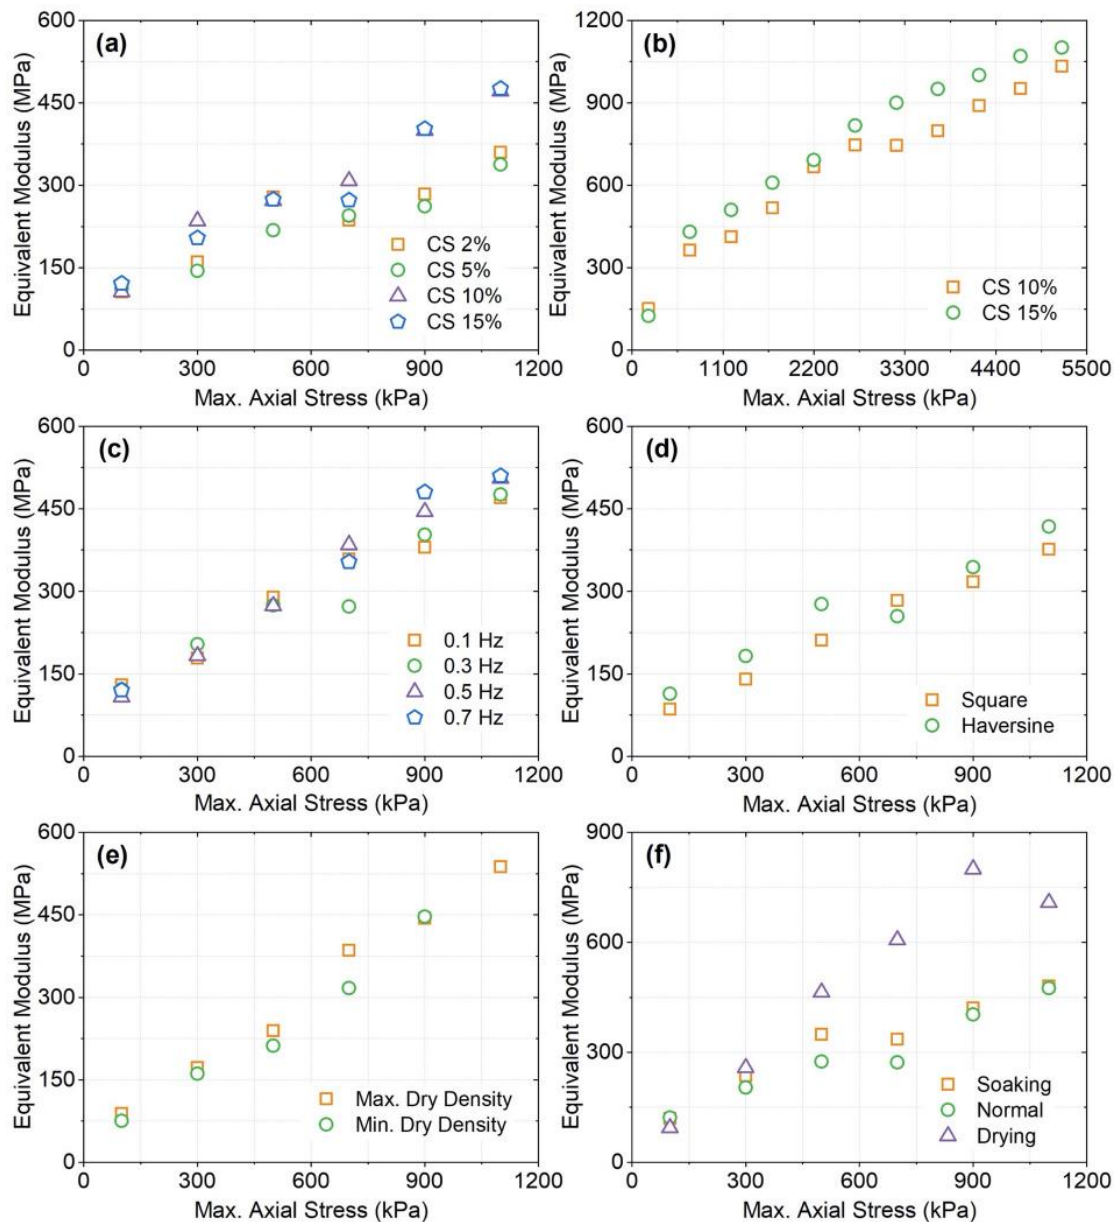 (a)
Equivalent Modulus (MPa)
600
450
300
150
0
CS 2%
CS 5%
CS 10%
CS 15%
0 300 600 900 1200
Max. Axial Stress (kPa)
(b)
Equivalent Modulus (MPa)
1200
900
600
300
0
CS 10%
CS 15%
0 1100 2200 3300 4400 5500
Max. Axial Stress (kPa)
(c)
Equivalent Modulus (MPa)
600
450
300
150
0
0.1 Hz
0.3 Hz
0.5 Hz
0.7 Hz
0 300 600 900 1200
Max. Axial Stress (kPa)
(d)
Equivalent Modulus (MPa)
600
450
300
150
0
Square
Haversine
0 300 600 900 1200
Max. Axial Stress (kPa)
(e)
Equivalent Modulus (MPa)
600
450
300
150
0
Max. Dry Density
Min. Dry Density
0 300 600 900 1200
Max. Axial Stress (kPa)
(f)
Equivalent Modulus (MPa)
900
600
300
0
Soaking
Normal
Drying
0 300 600 900 1200
Max. Axial Stress (kPa)